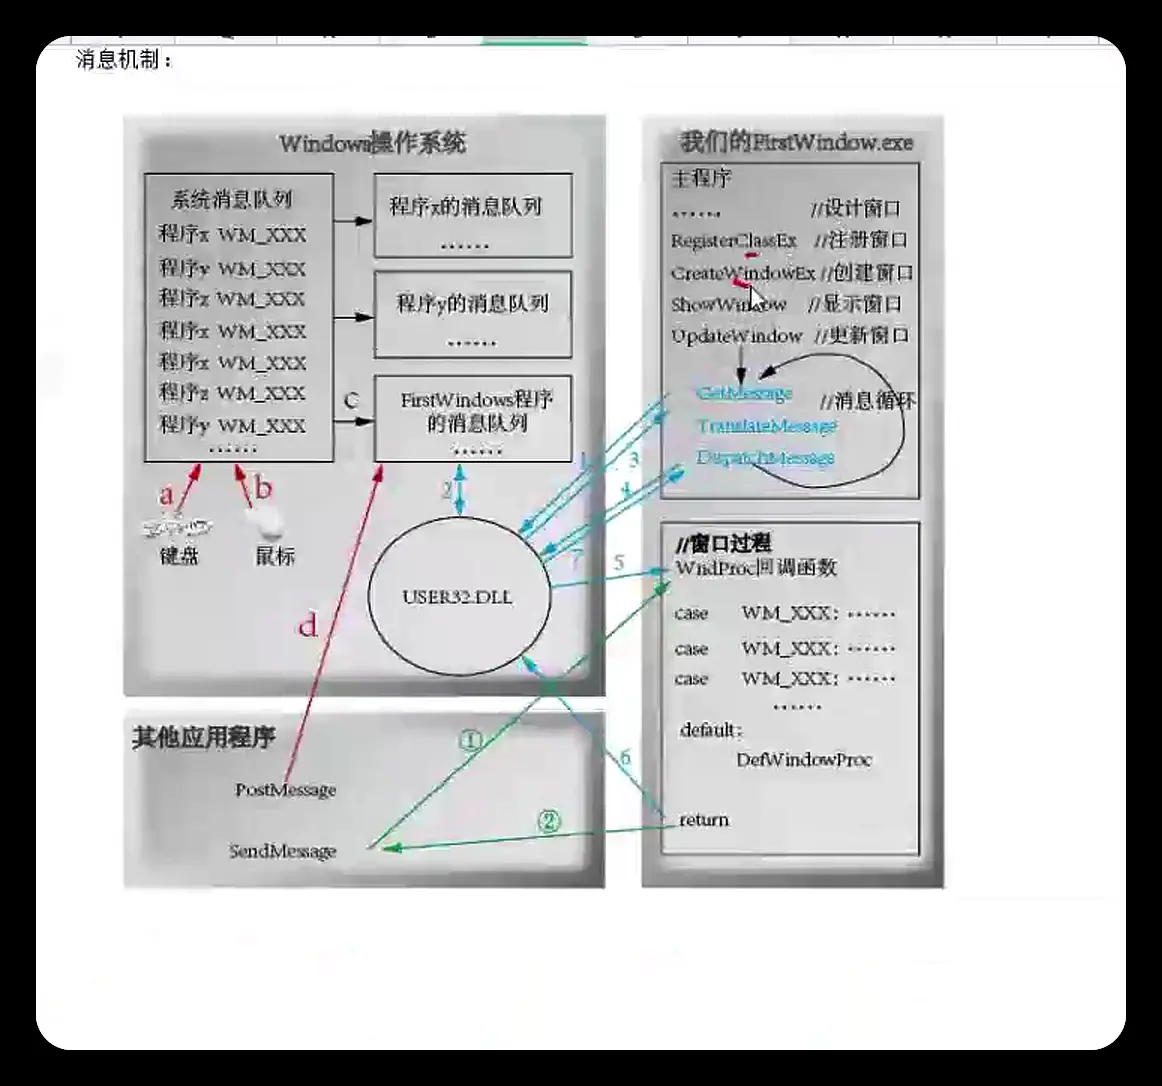 消息机制：
Windows操作系统
系统消息队列
程序x WM_XXX
程序y WM_XXX
程序z WM_XXX
程序x WM_XXX
程序x WM_XXX
程序z WM_XXX
程序y WM_XXX
......
程序x的消息队列
......
程序y的消息队列
......
C
FirstWindows程序
的消息队列
......
a
b
键盘
鼠标
2
d
USER32.DLL
1
3
4
7
5
6
其他应用程序
PostMessage
SendMessage
①
②
我们的FirstWindow.exe
主程序
...... //设计窗口
RegisterClassEx //注册窗口
CreateWindowEx //创建窗口
ShowWindow //显示窗口
UpdateWindow //更新窗口
GetMessage //消息循环
TranslateMessage
DispatchMessage
//窗口过程
WndProc回调函数
case WM_XXX: ......
case WM_XXX: ......
case WM_XXX: ......
......
default:
DefWindowProc
return